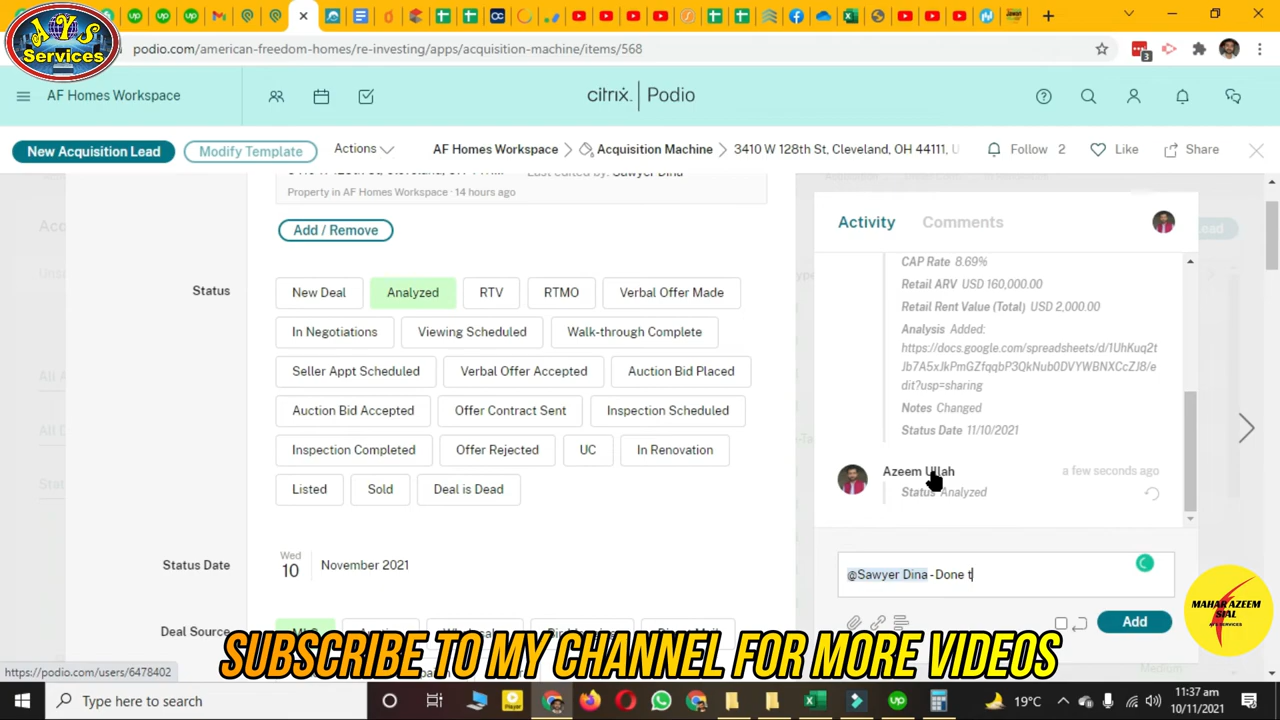 AYS
Services
podio.com/american-freedom-homes/re-investing/apps/acquisition-machine/items/568
3
AF Homes Workspace
citrix | Podio
New Acquisition Lead
Modify Template
Actions
AF Homes Workspace
Acquisition Machine
3410 W 128th St, Cleveland, OH 44111, U
Follow 2
Like
Share
Last edited by: Sawyer Dina
Property in AF Homes Workspace · 14 hours ago
Add / Remove
Status
New Deal
Analyzed
RTV
RTMO
Verbal Offer Made
In Negotiations
Viewing Scheduled
Walk-through Complete
Seller Appt Scheduled
Verbal Offer Accepted
Auction Bid Placed
Auction Bid Accepted
Offer Contract Sent
Inspection Scheduled
Inspection Completed
Offer Rejected
UC
In Renovation
Listed
Sold
Deal is Dead
Status Date
Wed
10
November 2021
Deal Source
MLS
Activity
Comments
CAP Rate 8.69%
Retail ARV USD 160,000.00
Retail Rent Value (Total) USD 2,000.00
Analysis Added:
https://docs.google.com/spreadsheets/d/1UhKuq2t
Jb7A5xJkPmGZfqqbP3QkNub0DVYWBNXCcZJ8/e
dit?usp=sharing
Notes Changed
Status Date 11/10/2021
Azeem Ullah
a few seconds ago
Status Analyzed
@Sawyer Dina - Done t
Add
MAHAR AZEEM
SIAL
AYS SERVICES
SUBSCRIBE TO MY CHANNEL FOR MORE VIDEOS
Medium
https://podio.com/users/6478402
Type here to search
19°C
11:37 am
10/11/2021